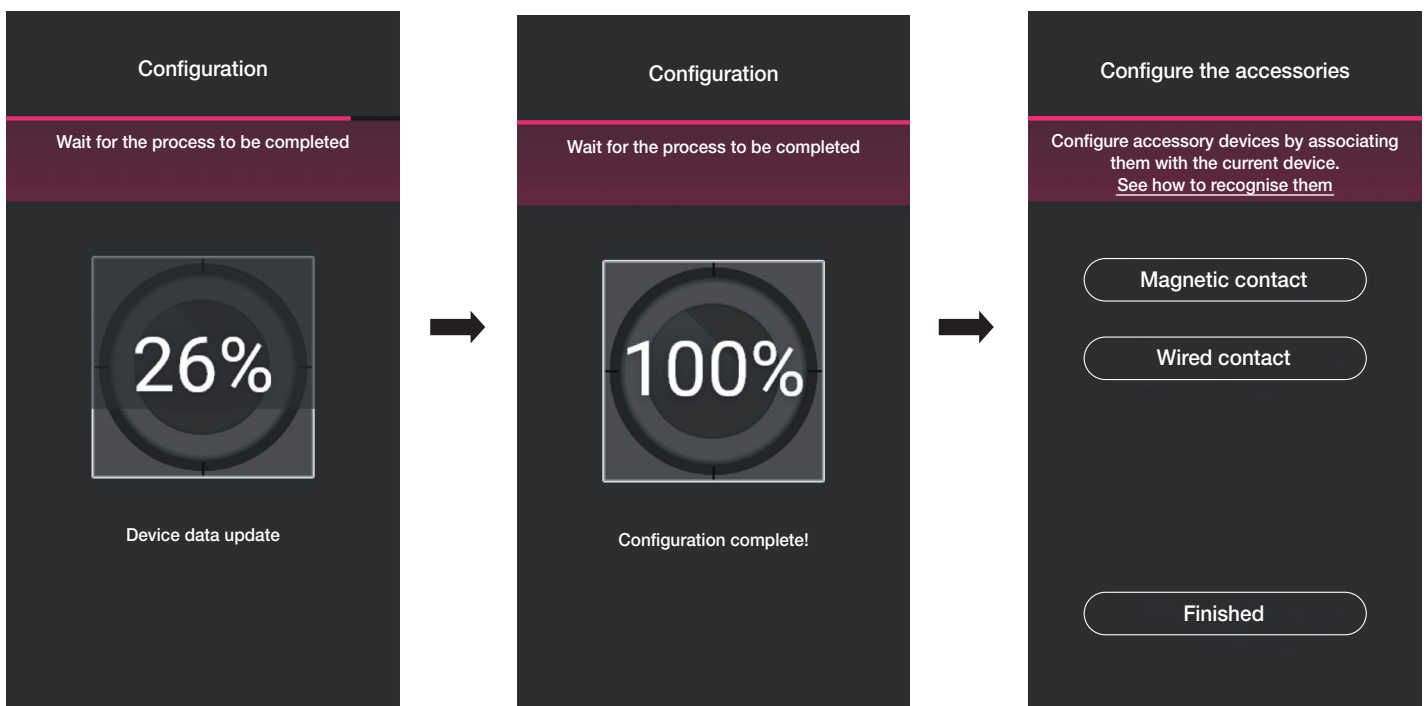 Configuration
Wait for the process to be completed
26%
Device data update
Configuration
Wait for the process to be completed
100%
Configuration complete!
Configure the accessories
Configure accessory devices by associating
them with the current device.
See how to recognise them
Magnetic contact
Wired contact
Finished